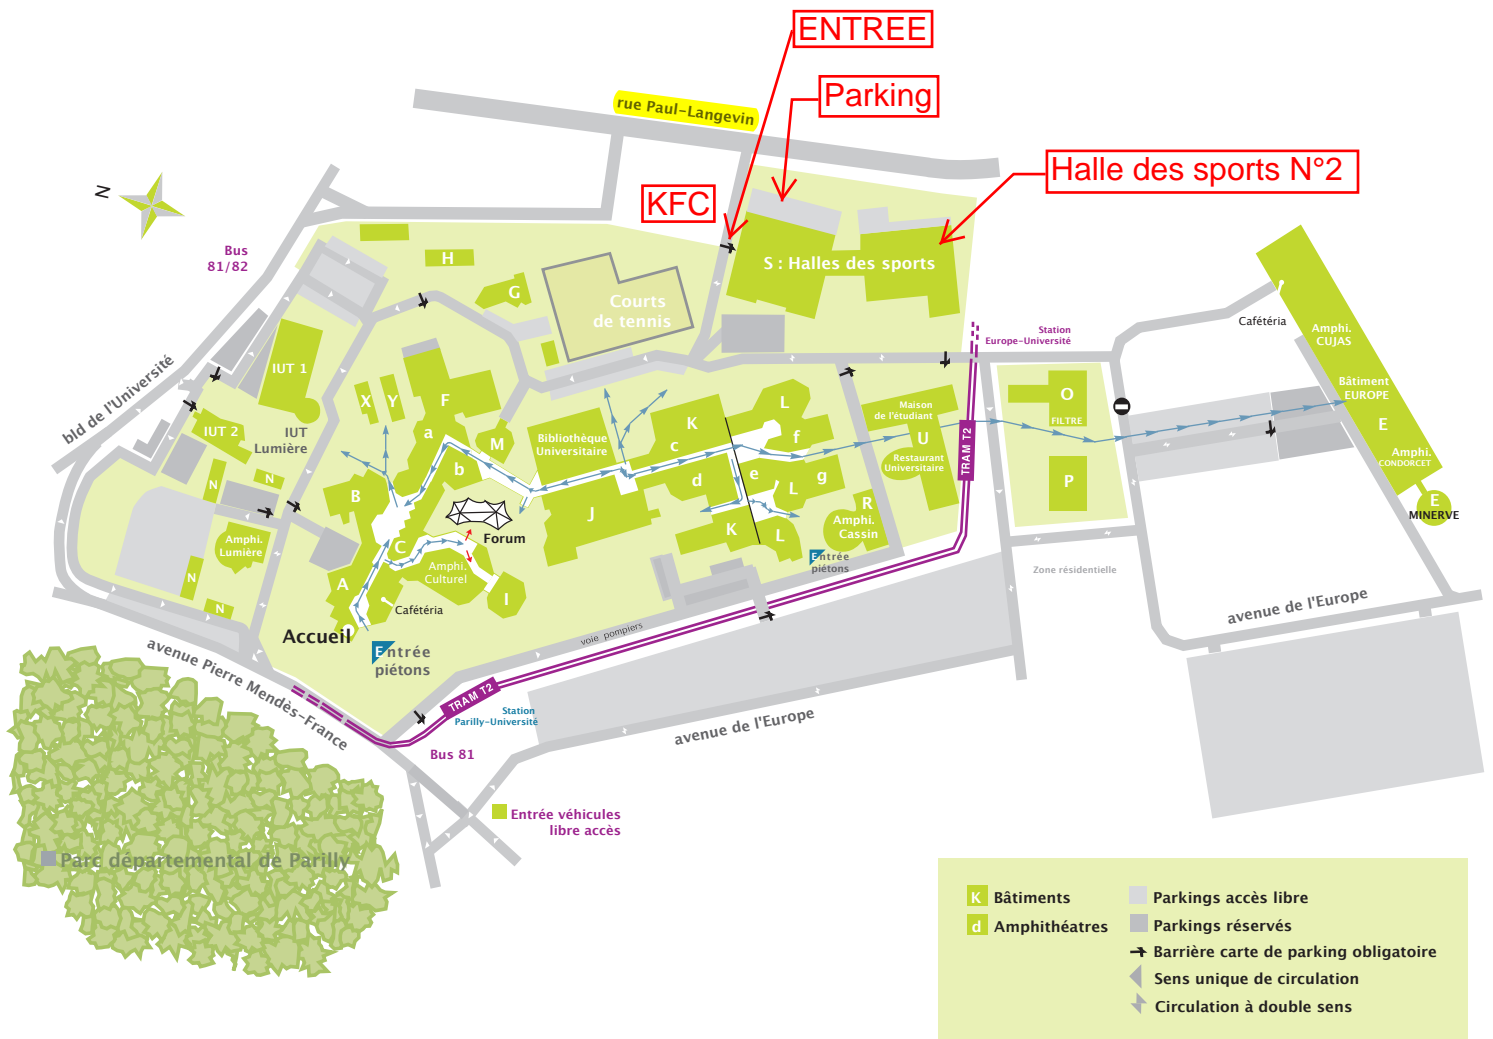 ENTREE
Parking
rue Paul-Langevin
Halle des sports N°2
KFC
N
Bus
81/82
H
G
S : Halles des sports
Courts
de tennis
Station
Europe-Université
Cafétéria
Amphi.
CUJAS
Bâtiment
EUROPE
E
Amphi.
CONDORCET
E
MINERVE
bld de l'Université
IUT 1
IUT 2
IUT
Lumière
X
Y
F
a
M
b
B
N
N
Bibliothèque
Universitaire
K
c
L
f
Maison
de l'étudiant
U
Restaurant
Universitaire
TRAM T2
O
FILTRE
P
d
e
L
g
J
K
L
R
Amphi.
Cassin
Forum
Entrée
piétons
Amphi.
Lumière
N
N
C
A
Amphi.
Culturel
I
Cafétéria
Accueil
Entrée
piétons
voie pompiers
Zone résidentielle
avenue de l'Europe
avenue Pierre Mendès-France
TRAM T2
Station
Parilly-Université
Bus 81
avenue de l'Europe
Entrée véhicules
libre accès
Parc départemental de Parilly
K Bâtiments
d Amphithéatres
Parkings accès libre
Parkings réservés
Barrière carte de parking obligatoire
Sens unique de circulation
Circulation à double sens